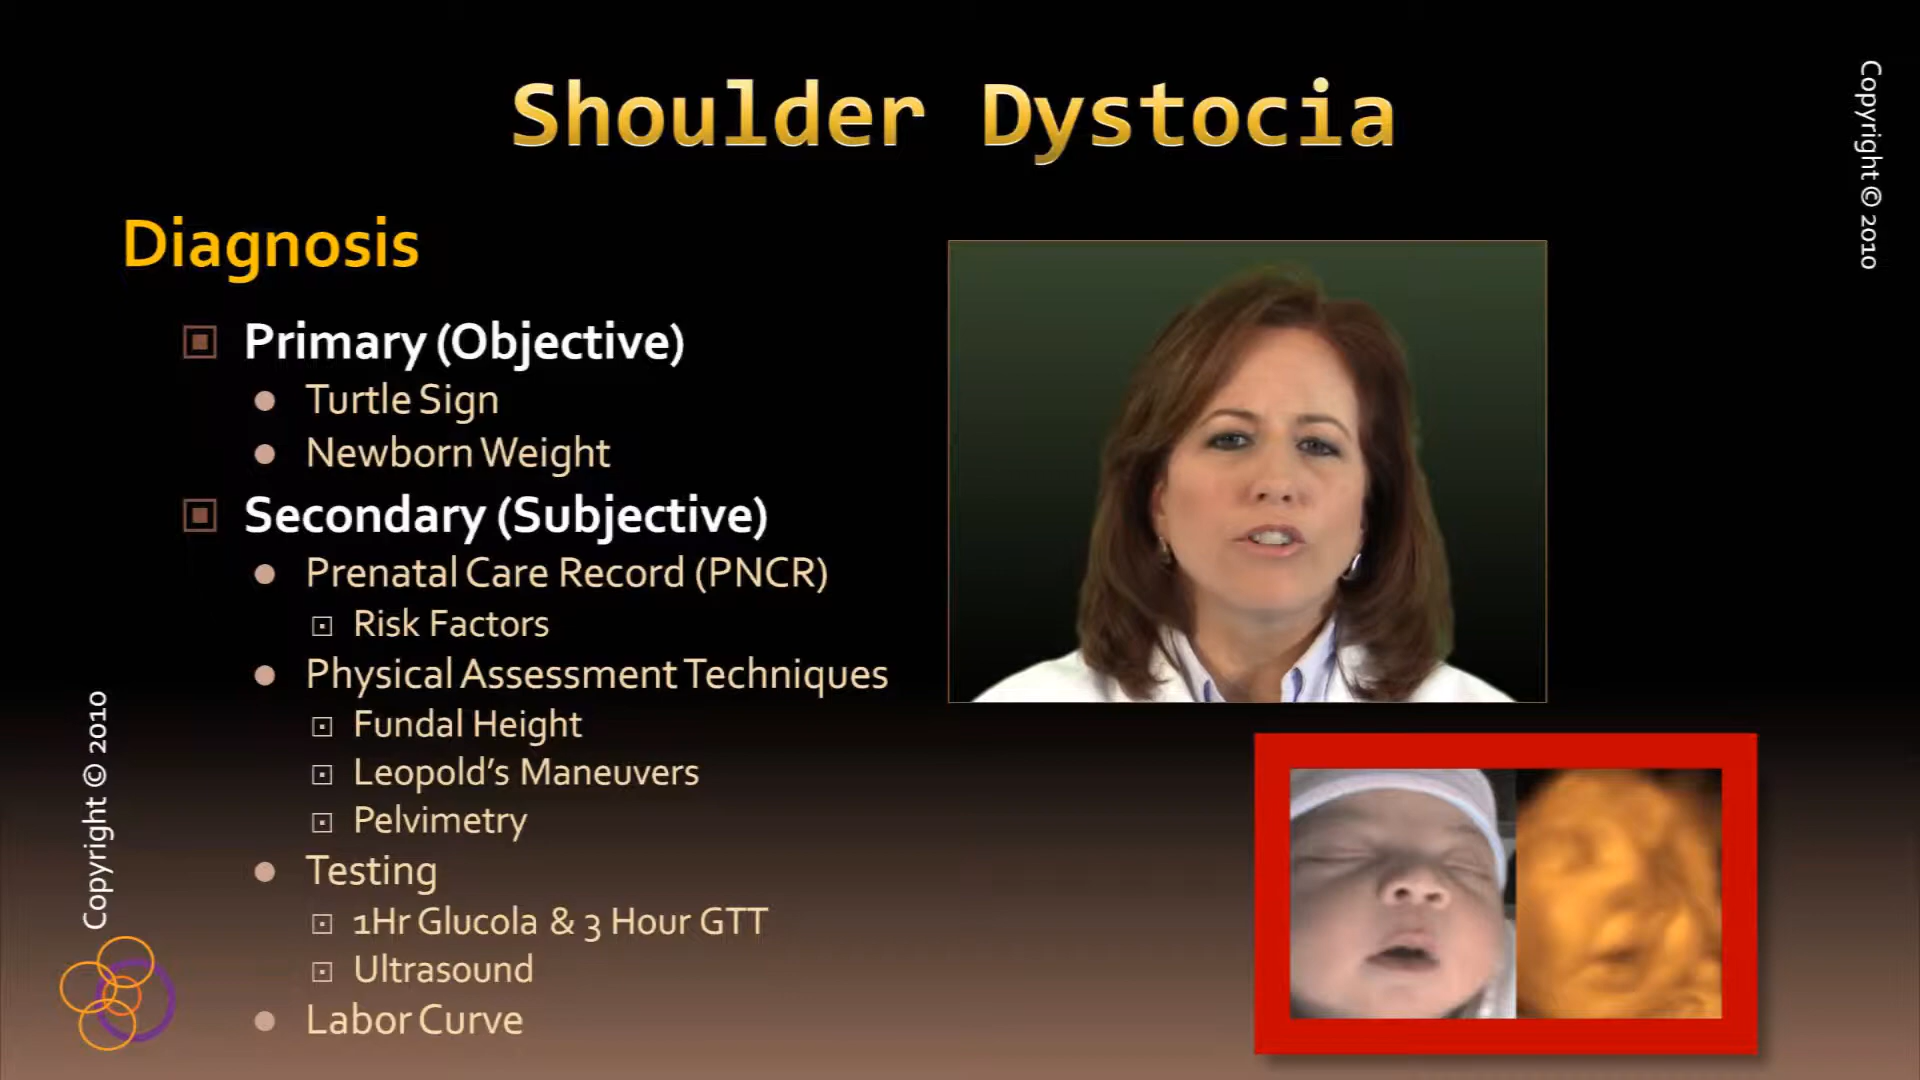 Shoulder Dystocia
Copyright © 2010
Diagnosis
Primary (Objective)
Turtle Sign
Newborn Weight
Secondary (Subjective)
Prenatal Care Record (PNCR)
Risk Factors
Physical Assessment Techniques
Fundal Height
Leopold’s Maneuvers
Pelvimetry
Testing
1Hr Glucola & 3 Hour GTT
Ultrasound
Labor Curve
Copyright © 2010